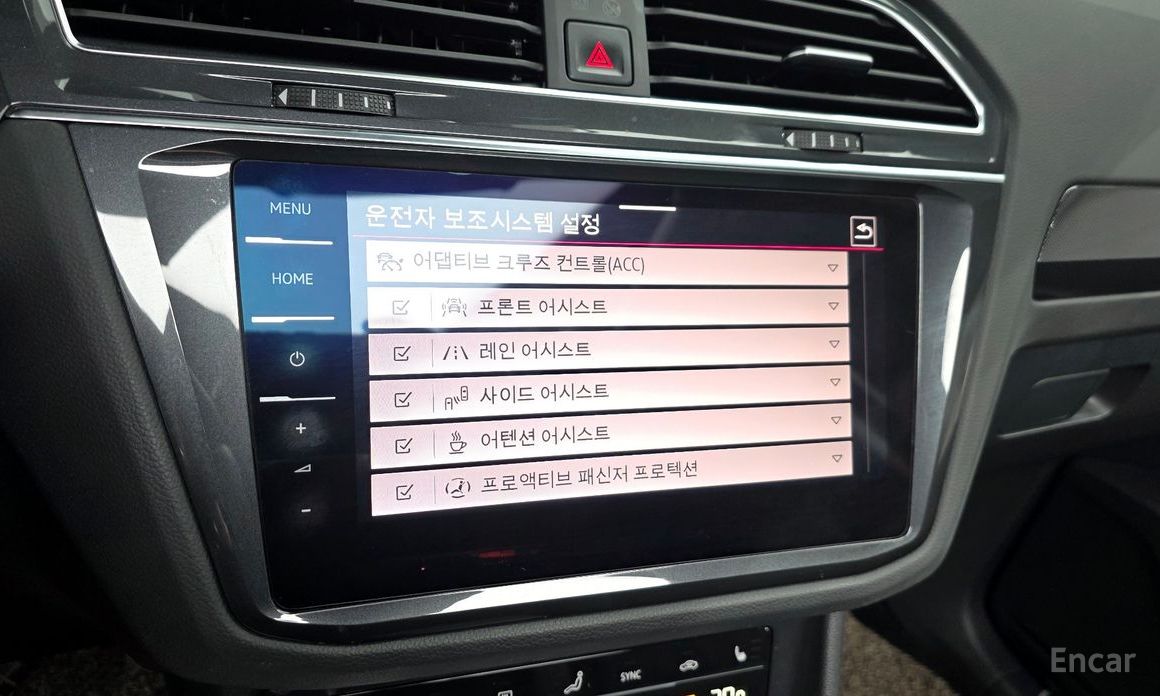 MENU
운전자 보조시스템 설정
HOME
어댑티브 크루즈 컨트롤(ACC)
프론트 어시스트
레인 어시스트
사이드 어시스트
어텐션 어시스트
프로액티브 패신저 프로텍션
+
-
SYNC
Encar